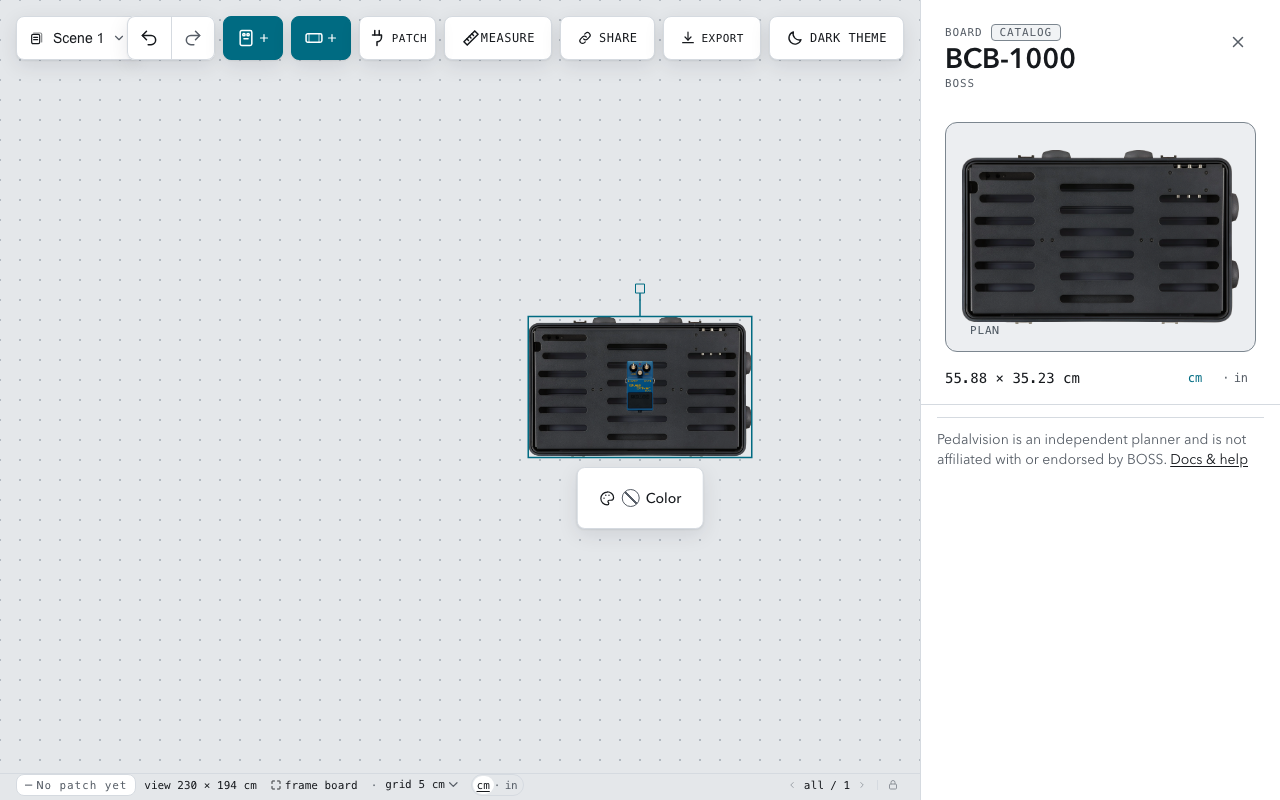 Scene 1
+
+
PATCH
MEASURE
SHARE
EXPORT
DARK THEME
BOARD CATALOG
BCB-1000
BOSS
PLAN
55.88 × 35.23 cm
cm · in
Pedalvision is an independent planner and is not
affiliated with or endorsed by BOSS. Docs & help
Color
No patch yet
view 230 × 194 cm
frame board
· grid 5 cm
cm · in
all / 1